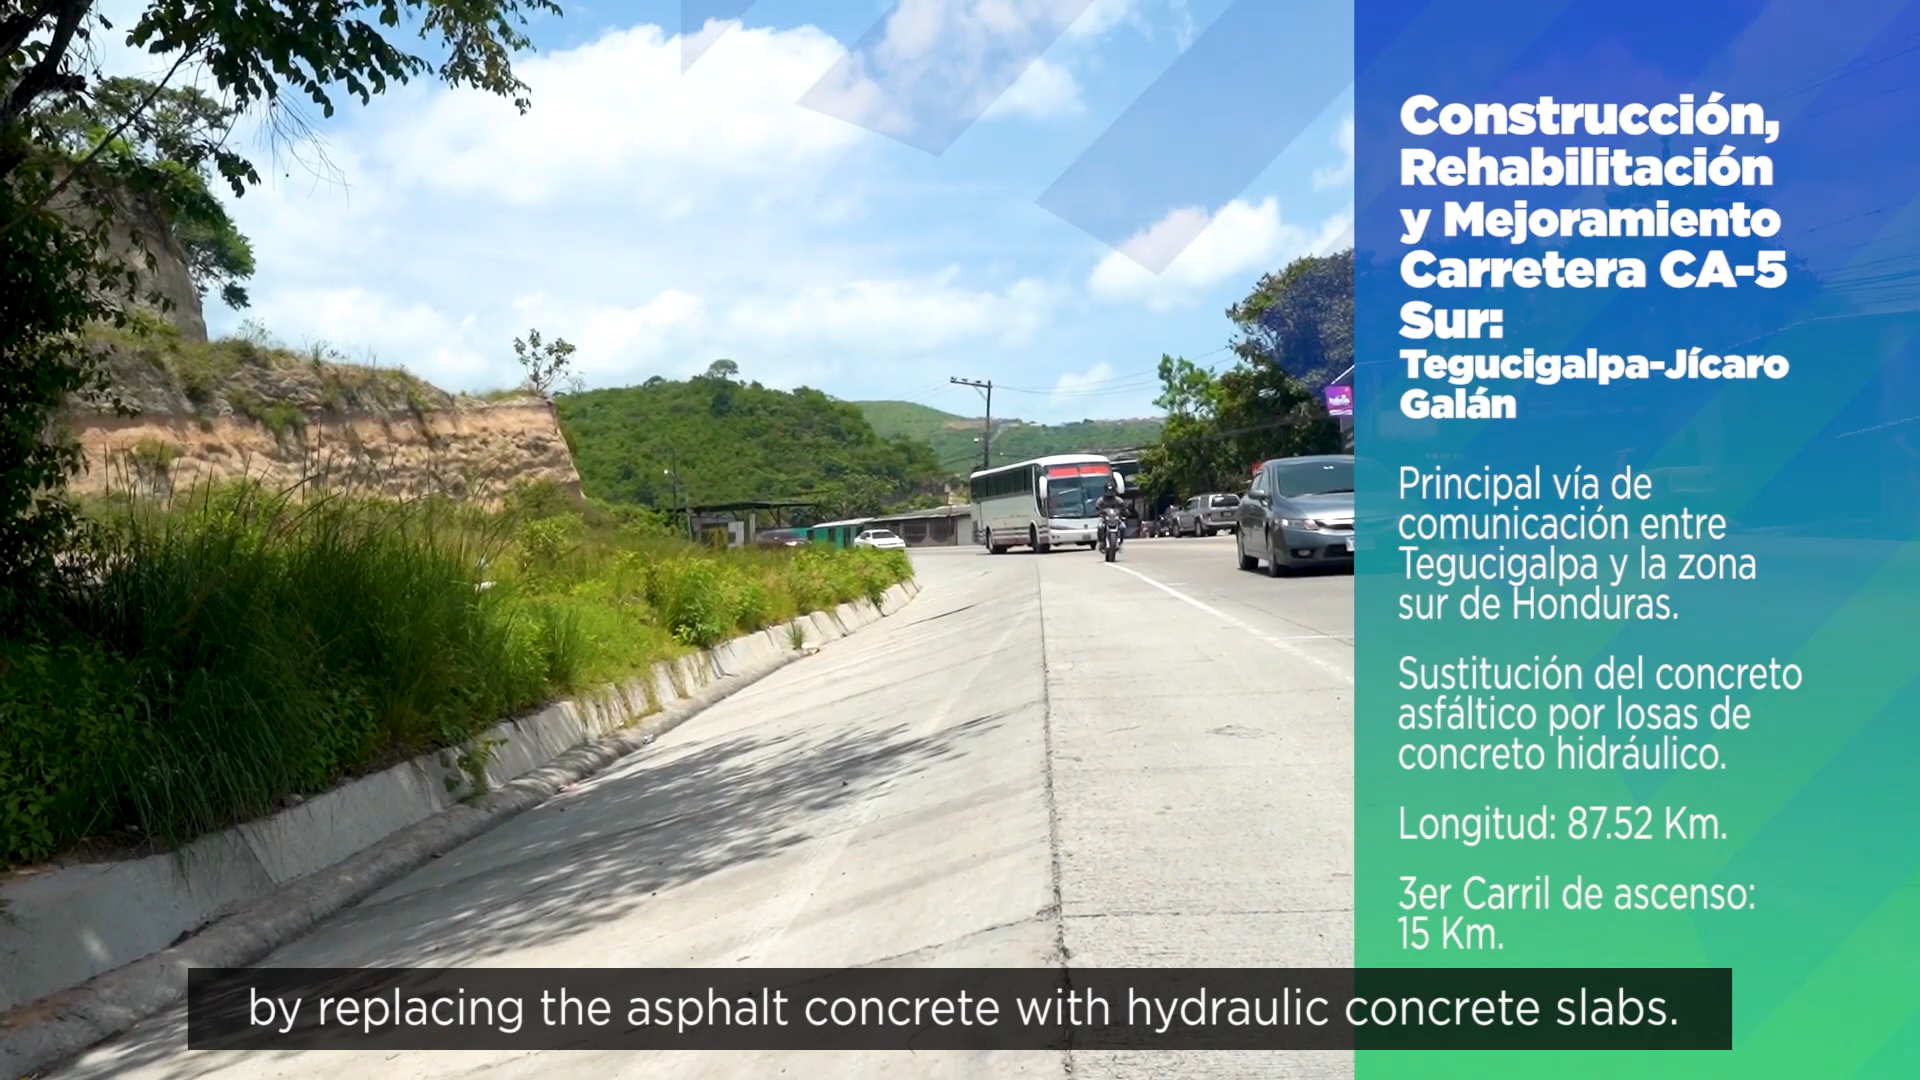 Construcción,
Rehabilitación
y Mejoramiento
Carretera CA-5
Sur:
Tegucigalpa-Jícaro
Galán
Principal vía de
comunicación entre
Tegucigalpa y la zona
sur de Honduras.
Sustitución del concreto
asfáltico por losas de
concreto hidráulico.
Longitud: 87.52 Km.
3er Carril de ascenso:
15 Km.
by replacing the asphalt concrete with hydraulic concrete slabs.